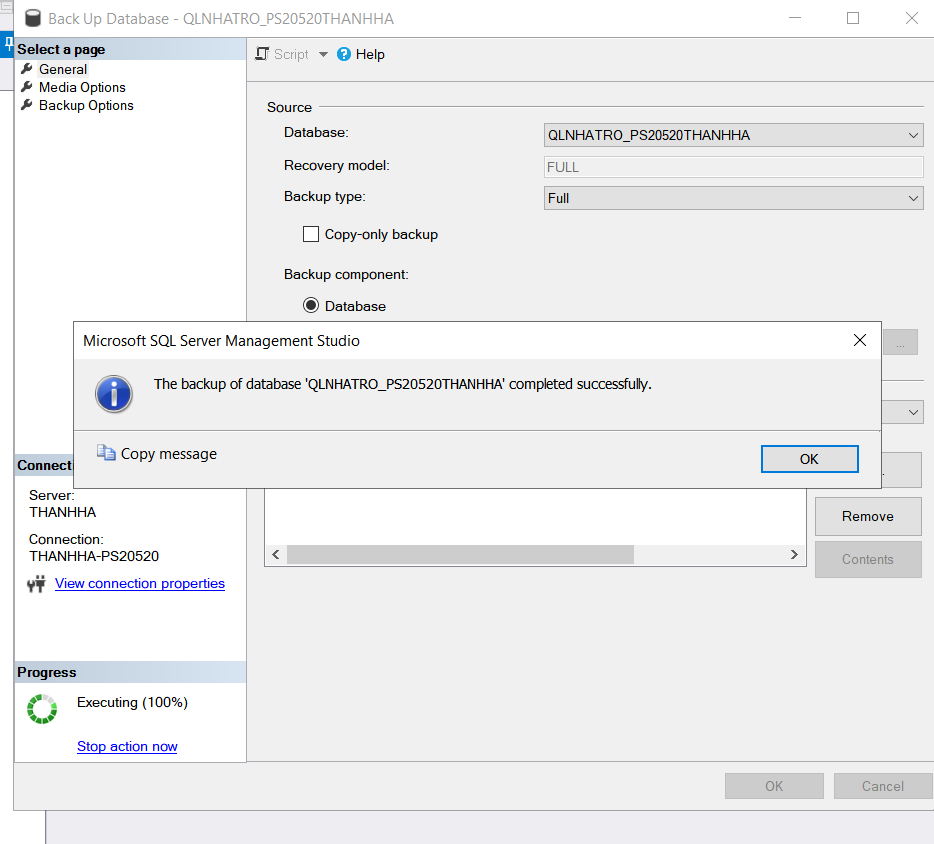 Back Up Database - QLNHATRO_PS20520THANHHA
Select a page
General
Media Options
Backup Options
Script
Help
Source
Database:
QLNHATRO_PS20520THANHHA
Recovery model:
FULL
Backup type:
Full
Copy-only backup
Backup component:
Database
...
Microsoft SQL Server Management Studio
The backup of database 'QLNHATRO_PS20520THANHHA' completed successfully.
Copy message
OK
Connecti
Server:
THANHHA
Connection:
THANHHA-PS20520
View connection properties
Remove
Contents
Progress
Executing (100%)
Stop action now
OK
Cancel